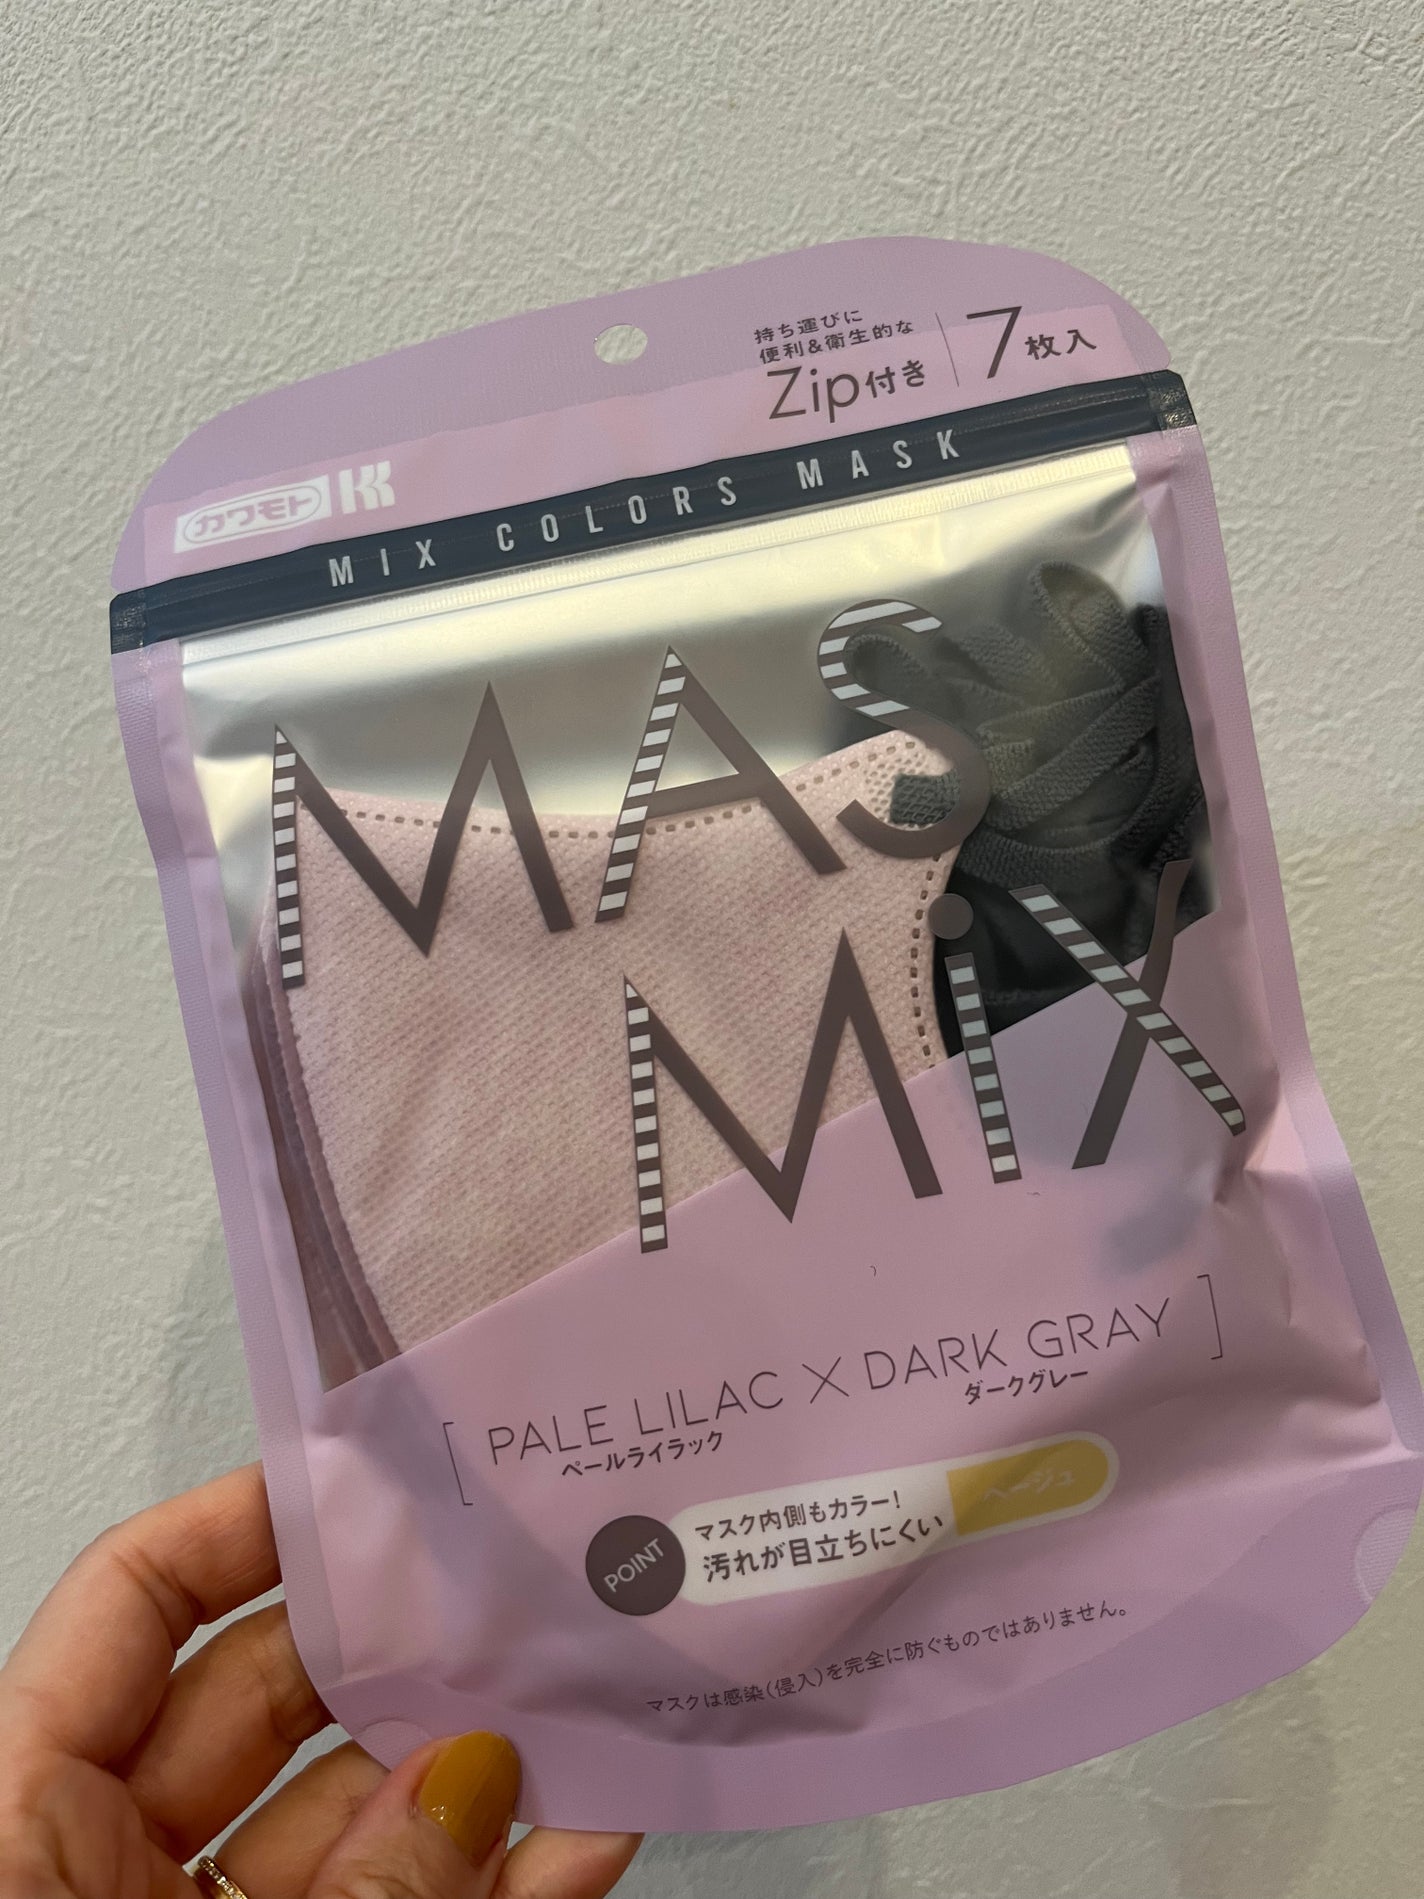 持ち運びに
便利&衛生的な
Zip付き
7枚入
カワモト
MIX COLORS MASK
MAS
MiX
[ PALE LILAC X DARK GRAY ]
ペールライラック ダークグレー
POINT
マスク内側もカラー!
汚れが目立ちにくい
ベージュ
マスクは感染(侵入)を完全に防ぐものではありません。